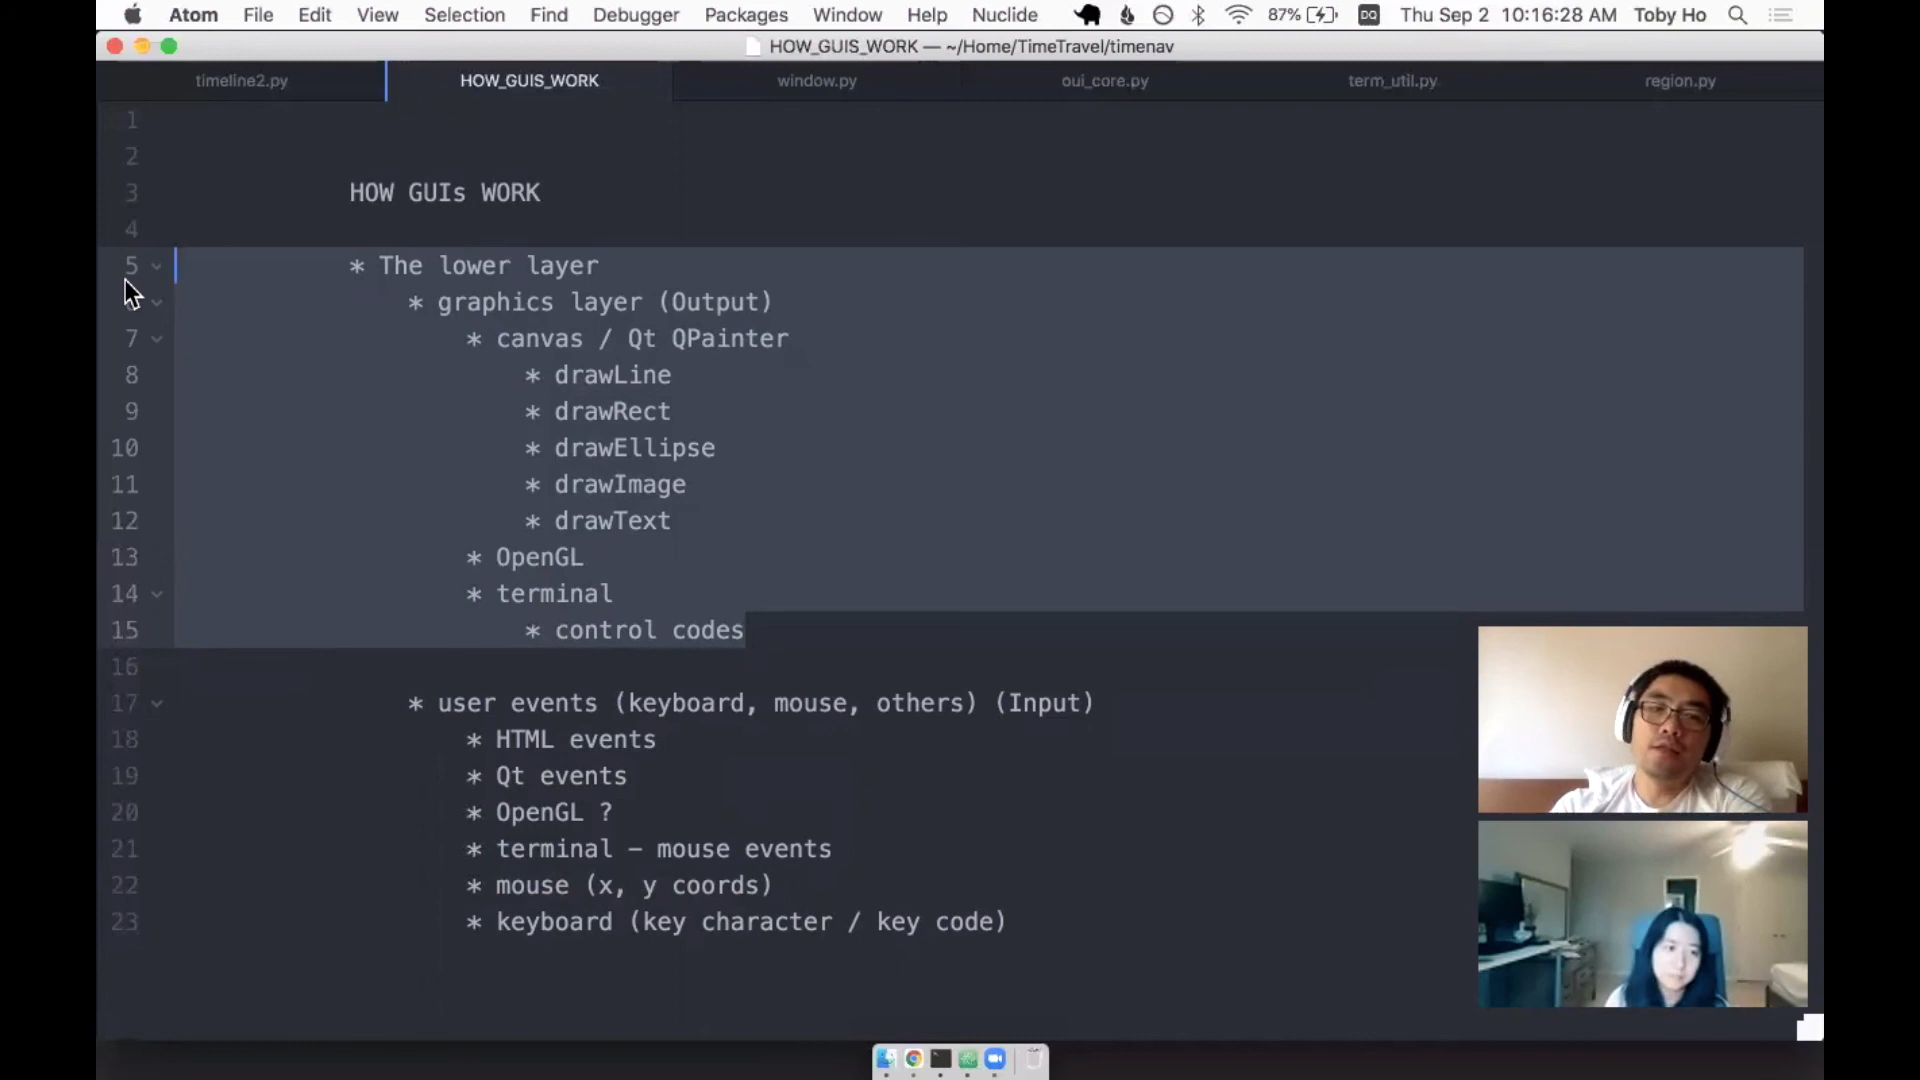 Atom File Edit View Selection Find Debugger Packages Window Help Nuclide 87% DQ Thu Sep 2 10:16:28 AM Toby Ho
HOW_GUIS_WORK — ~/Home/TimeTravel/timenav
timeline2.py HOW_GUIS_WORK window.py oui_core.py term_util.py region.py
1
2
3 HOW GUIs WORK
4
5 * The lower layer
* graphics layer (Output)
7 * canvas / Qt QPainter
8 * drawLine
9 * drawRect
10 * drawEllipse
11 * drawImage
12 * drawText
13 * OpenGL
14 * terminal
15 * control codes
16
17 * user events (keyboard, mouse, others) (Input)
18 * HTML events
19 * Qt events
20 * OpenGL ?
21 * terminal – mouse events
22 * mouse (x, y coords)
23 * keyboard (key character / key code)